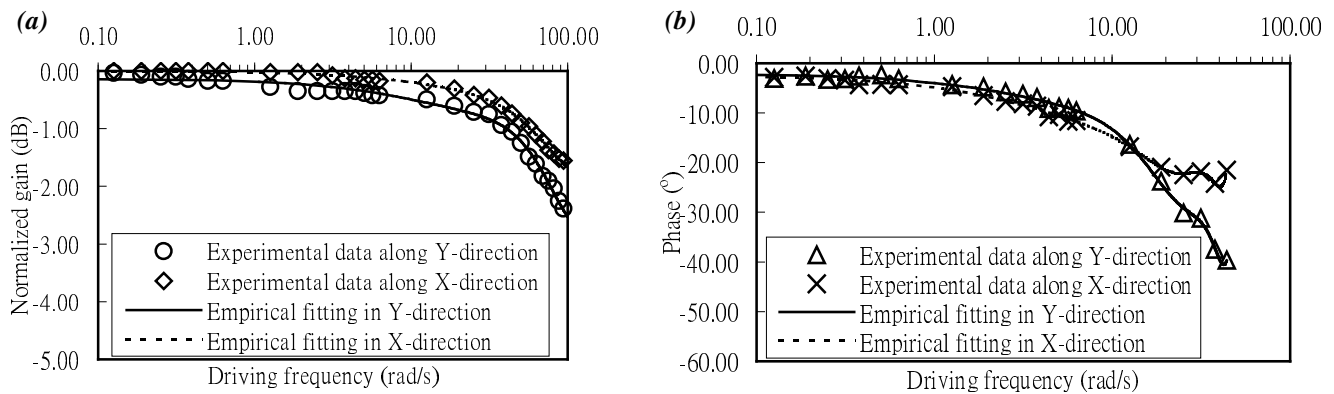 (a)
0.10 1.00 10.00 100.00
0.00
-1.00
-2.00
-3.00
-4.00
-5.00
Normalized gain (dB)
Experimental data along Y-direction
Experimental data along X-direction
Empirical fitting in Y-direction
Empirical fitting in X-direction
Driving frequency (rad/s)
(b)
0.10 1.00 10.00 100.00
0.00
-10.00
-20.00
-30.00
-40.00
-50.00
-60.00
Phase (°)
Experimental data along Y-direction
Experimental data along X-direction
Empirical fitting in Y-direction
Empirical fitting in X-direction
Driving frequency (rad/s)